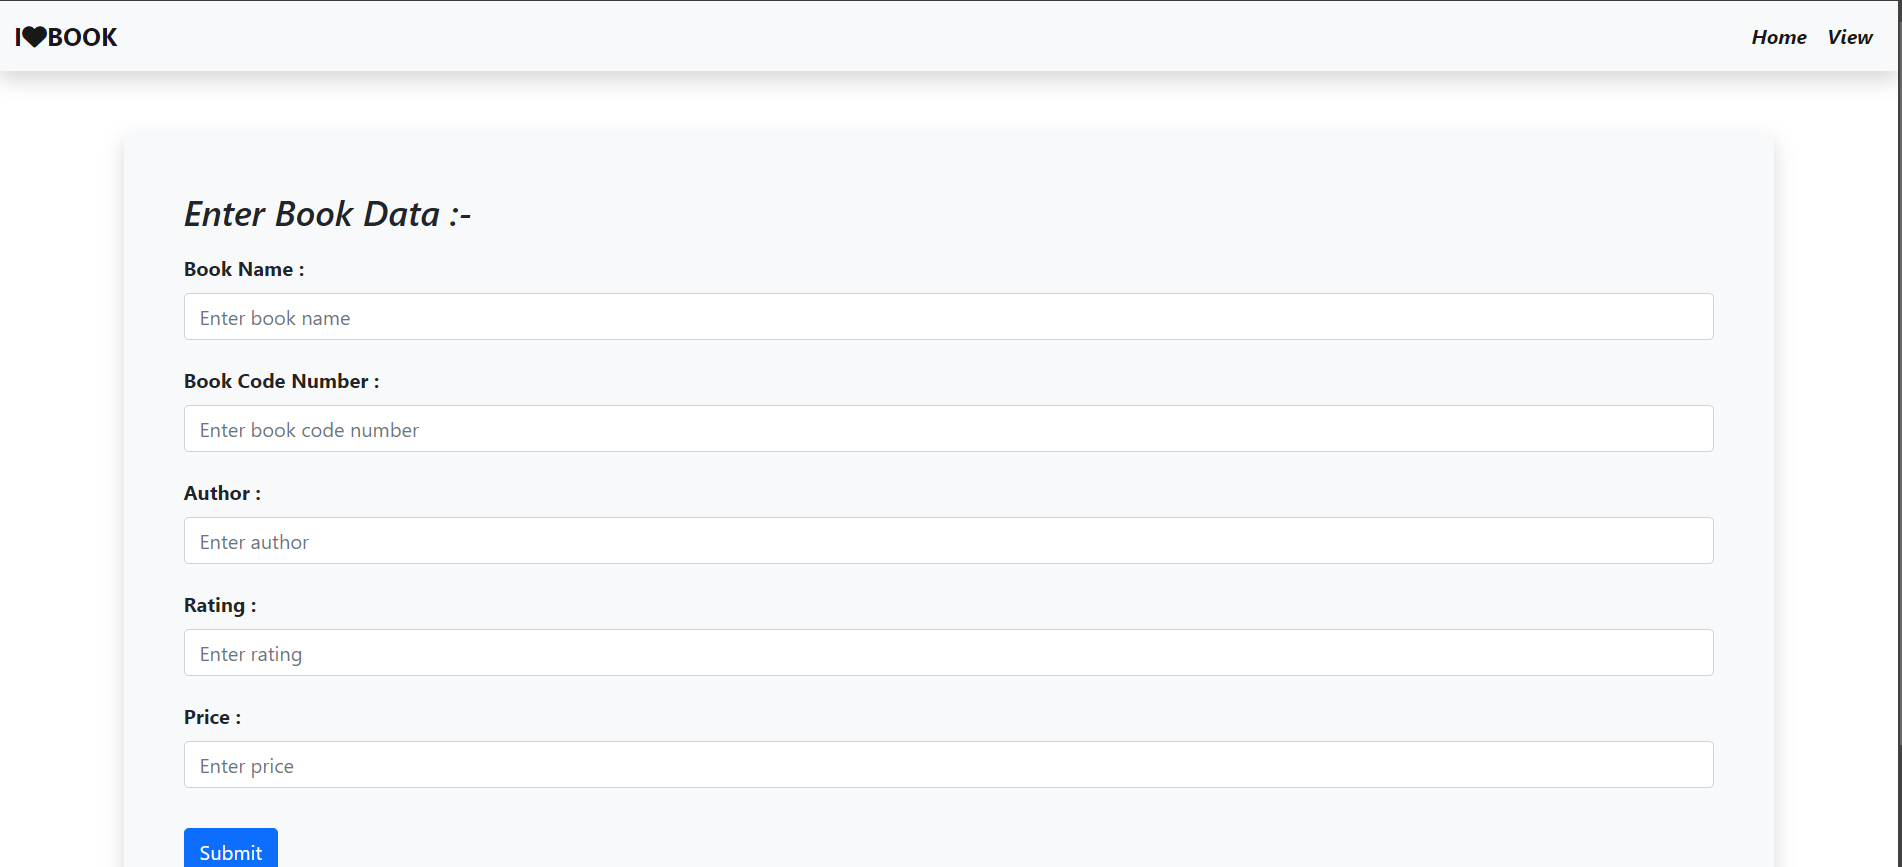 I♥BOOK Home View
Enter Book Data :-
Book Name :
Enter book name
Book Code Number :
Enter book code number
Author :
Enter author
Rating :
Enter rating
Price :
Enter price
Submit